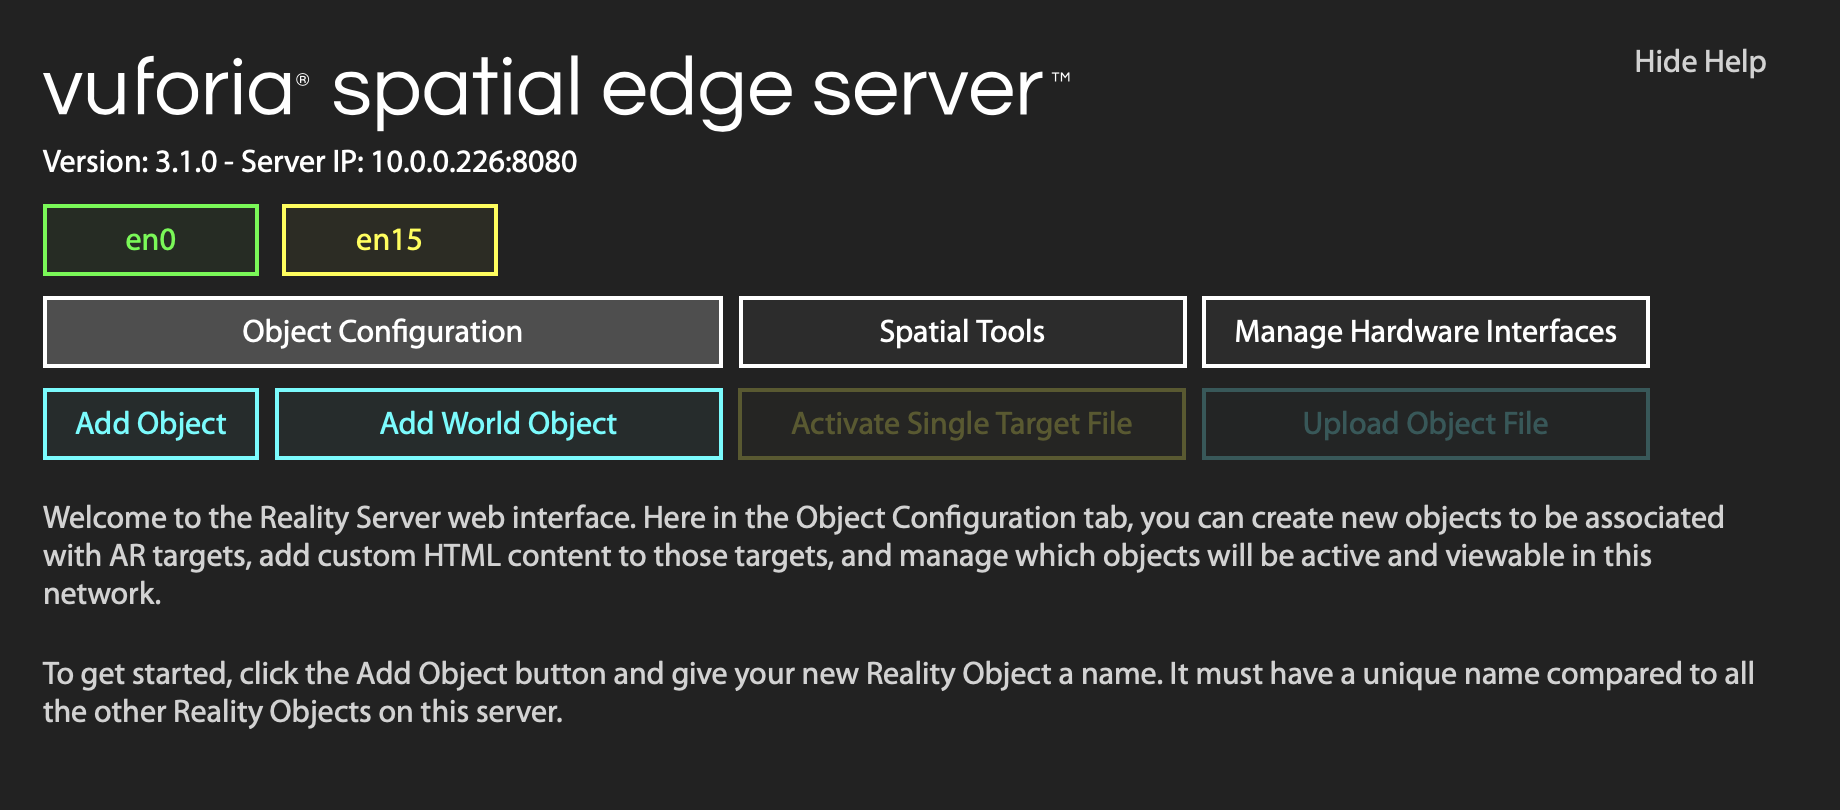 Hide Help
vuforia® spatial edge server™
Version: 3.1.0 - Server IP: 10.0.0.226:8080
en0 en15
Object Configuration Spatial Tools Manage Hardware Interfaces
Add Object Add World Object Activate Single Target File Upload Object File
Welcome to the Reality Server web interface. Here in the Object Configuration tab, you can create new objects to be associated
with AR targets, add custom HTML content to those targets, and manage which objects will be active and viewable in this
network.
To get started, click the Add Object button and give your new Reality Object a name. It must have a unique name compared to all
the other Reality Objects on this server.